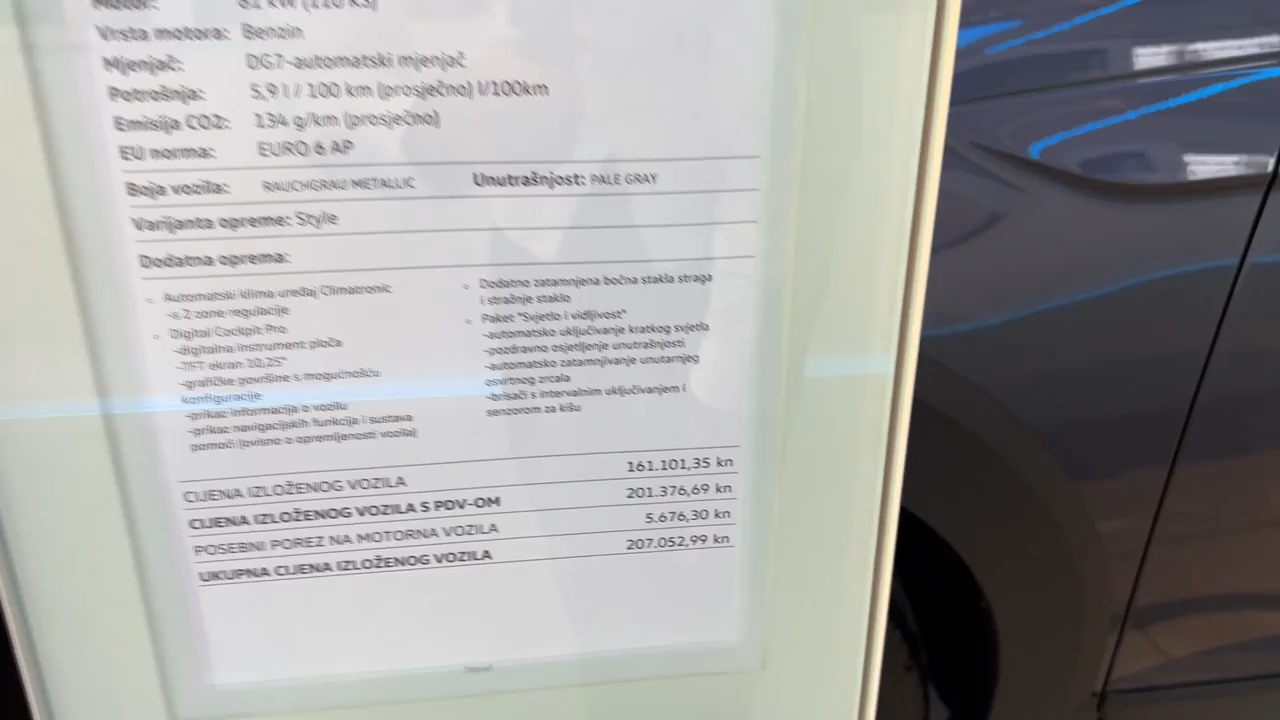 Motor: 81 kW (110 KS)
Vrsta motora: Benzin
Mjenjač: DG7-automatski mjenjač
Potrošnja: 5,9 l / 100 km (prosječno) l/100km
Emisija CO2: 134 g/km (prosječno)
EU norma: EURO 6 AP
Boja vozila: RAUCHGRAU METALLIC Unutrašnjost: PALE GRAY
Varijanta opreme: Style
Dodatna oprema:
Automatski klima uređaj Climatronic
-s 2 zone regulacije
Digital Cockpit Pro
-digitalna instrument ploča
-TFT ekran 10,25"
-grafičke površine s mogućnošću
konfiguracije
-prikaz informacija o vozilu
-prikaz navigacijskih funkcija i sustava
pomoći (ovisno o opremljenosti vozila)
Dodatno zatamnjena bočna stakla straga
i stražnje staklo
Paket "Svjetlo i vidljivost"
-automatsko uključivanje kratkog svjetla
-pozdravno osjetljenje unutrašnjosti
-automatsko zatamnjivanje unutarnjeg
osvrtnog zrcala
-brisači s intervalnim uključivanjem i
senzorom za kišu
CIJENA IZLOŽENOG VOZILA 161.101,35 kn
CIJENA IZLOŽENOG VOZILA S PDV-OM 201.376,69 kn
POSEBNI POREZ NA MOTORNA VOZILA 5.676,30 kn
UKUPNA CIJENA IZLOŽENOG VOZILA 207.052,99 kn